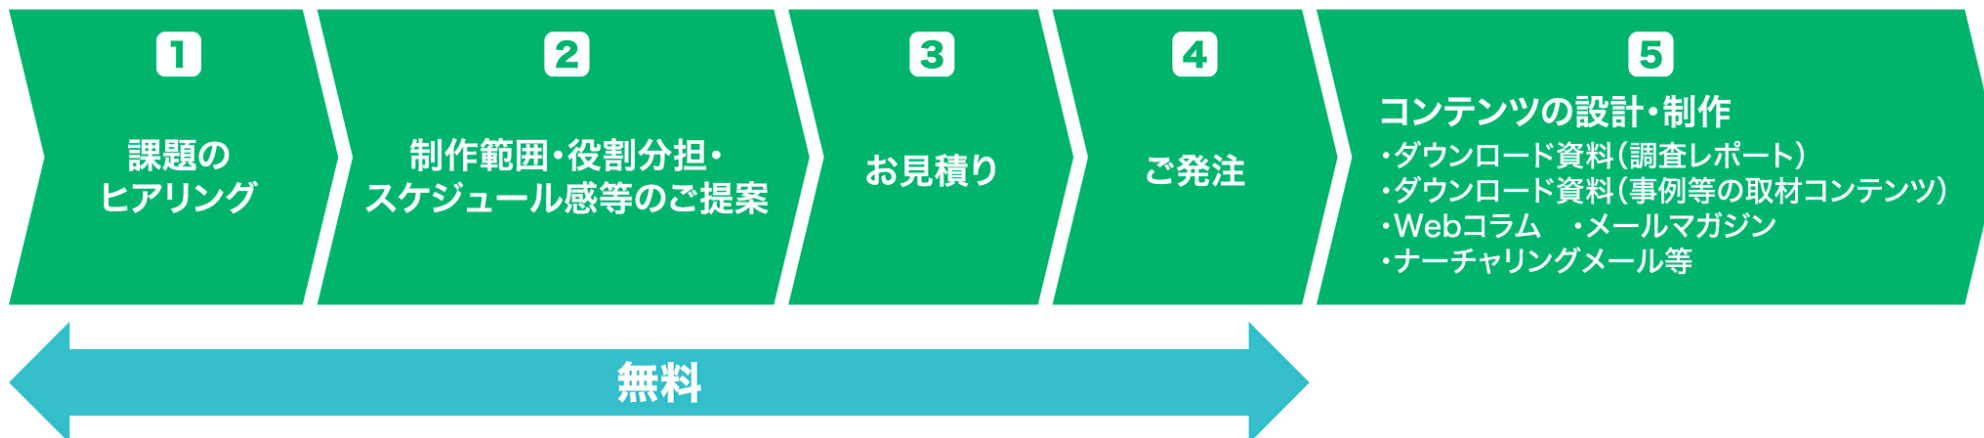 1
課題の
ヒアリング
2
制作範囲・役割分担・
スケジュール感等のご提案
3
お見積り
4
ご発注
5
コンテンツの設計・制作
・ダウンロード資料（調査レポート）
・ダウンロード資料（事例等の取材コンテンツ）
・Webコラム　・メールマガジン
・ナーチャリングメール等
無料